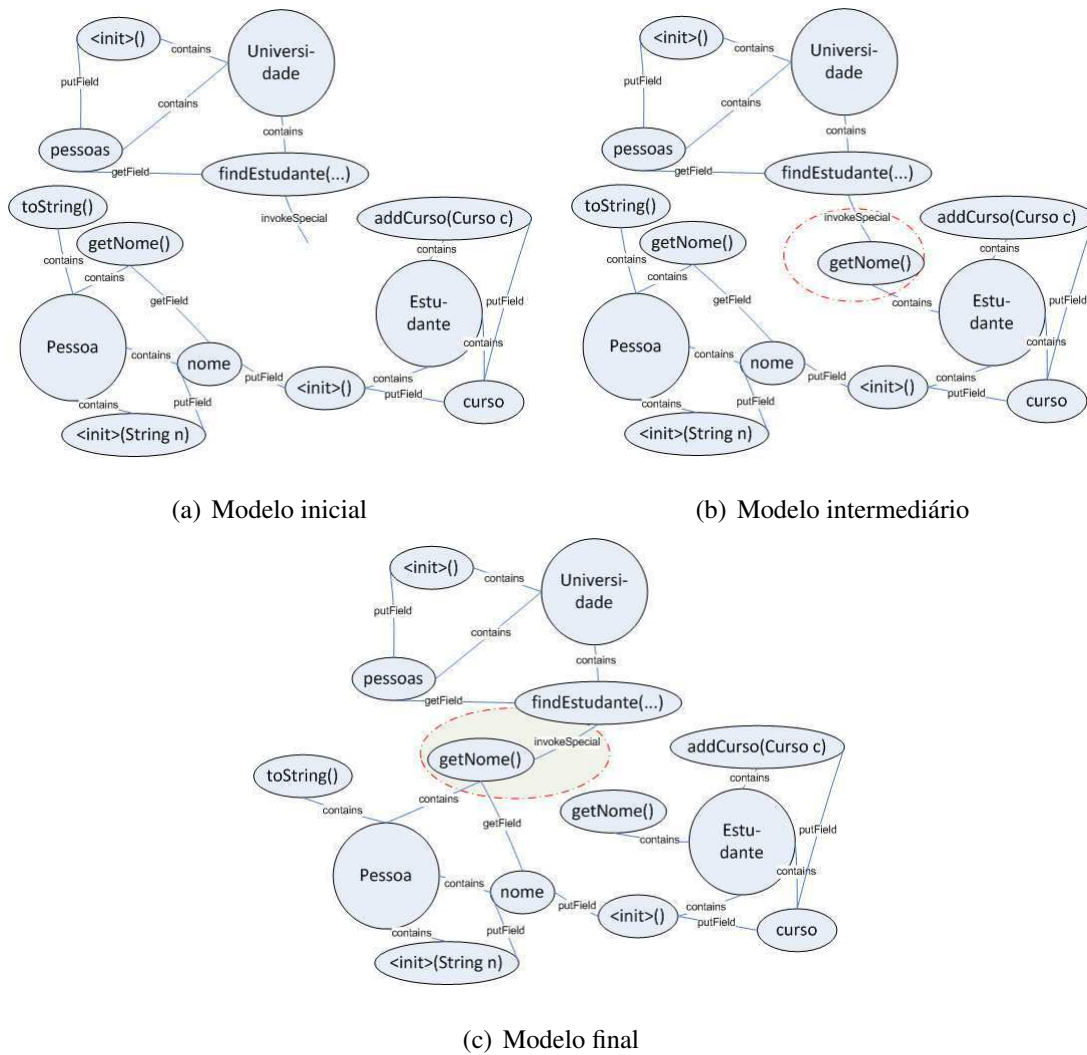 <init>()
contains
Universi-
dade
putField
contains
contains
pessoas
getField
findEstudante(...)
toString()
invokeSpecial
addCurso(Curso c)
getNome()
contains
contains
contains
getField
Estu-
dante
putField
Pessoa
contains
nome
contains
putField
contains
<init>()
putField
curso
contains
putField
<init>(String n)
(a) Modelo inicial
<init>()
contains
Universi-
dade
putField
contains
contains
pessoas
getField
findEstudante(...)
toString()
invokeSpecial
addCurso(Curso c)
getNome()
contains
contains
getNome()
contains
contains
getField
Estu-
dante
putField
Pessoa
contains
nome
contains
putField
contains
<init>()
putField
curso
contains
putField
<init>(String n)
(b) Modelo intermediário
<init>()
contains
Universi-
dade
putField
contains
contains
pessoas
getField
findEstudante(...)
invokeSpecial
addCurso(Curso c)
getNome()
toString()
contains
contains
contains
getNome()
getField
contains
Estu-
dante
putField
Pessoa
contains
nome
contains
putField
contains
<init>()
putField
curso
contains
putField
<init>(String n)
(c) Modelo final